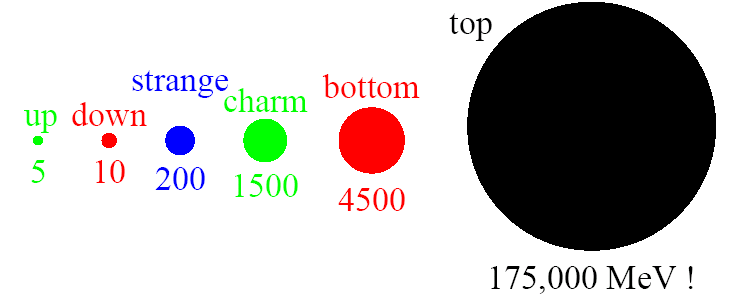 up
5
down
10
strange
200
charm
1500
bottom
4500
top
175,000 MeV !